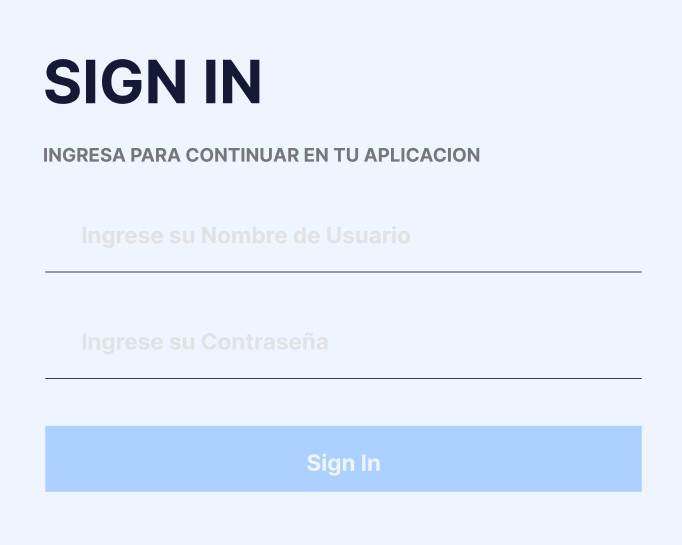 SIGN IN
INGRESA PARA CONTINUAR EN TU APLICACION
Ingrese su Nombre de Usuario
Ingrese su Contraseña
Sign In